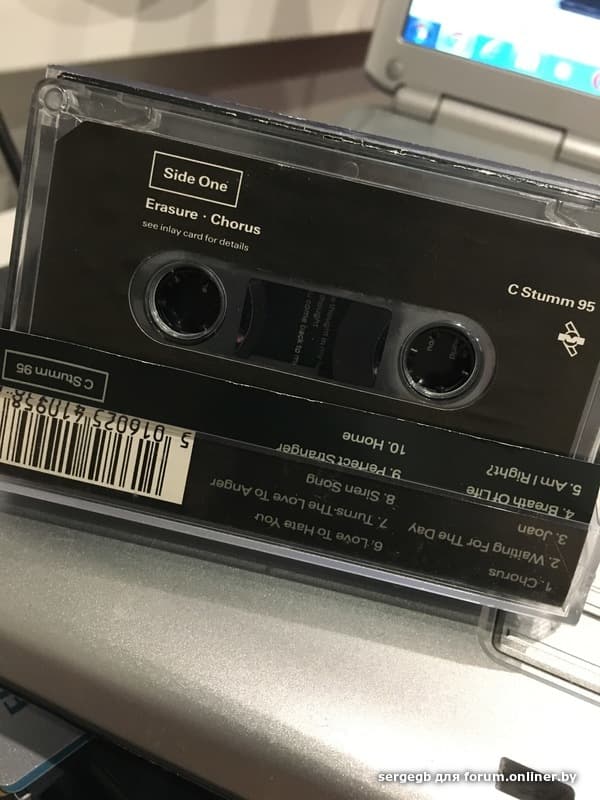 Side One
Erasure · Chorus
see inlay card for details
C Stumm 95
C Stumm 95
5 016025 410958
1. Chorus
2. Waiting For The Day
3. Joan
4. Breath Of Life
5. Am I Right?
6. Love To Hate You
7. Turns The Love To Anger
8. Siren Song
9. Perfect Stranger
10. Home
sergegb для forum.onliner.by